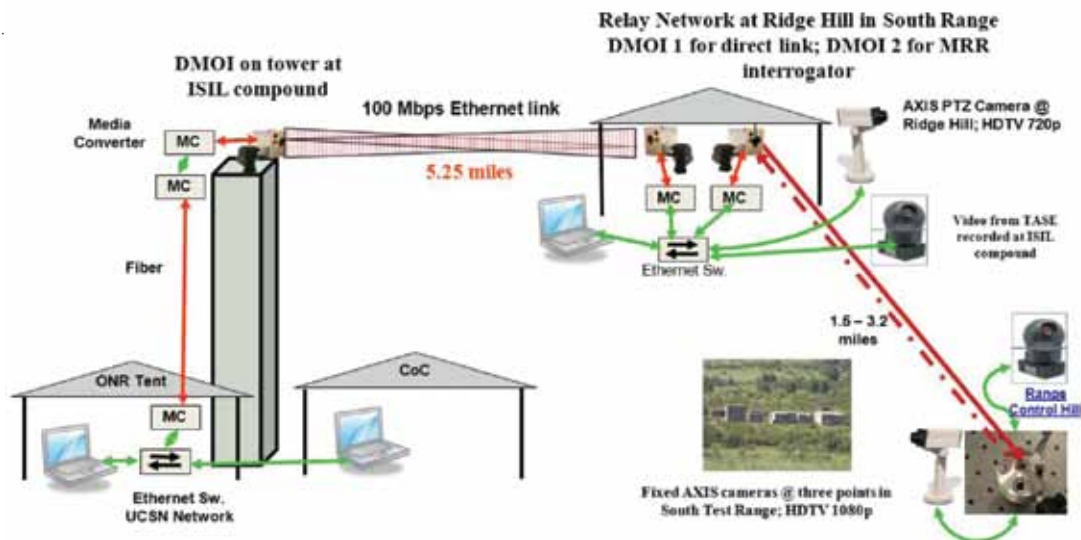 Relay Network at Ridge Hill in South Range
DMOI 1 for direct link; DMOI 2 for MRR
interrogator
DMOI on tower at
ISIL compound
100 Mbps Ethernet link
5.25 miles
Media
Converter
MC
MC
Fiber
ONR Tent
MC
Ethernet Sw.
UCSN Network
CoC
MC
MC
Ethernet Sw.
AXIS PTZ Camera @
Ridge Hill; HDTV 720p
Video from TASE
recorded at ISIL
compound
1.5 – 3.2
miles
Range
Control Hill
Fixed AXIS cameras @ three points in
South Test Range; HDTV 1080p